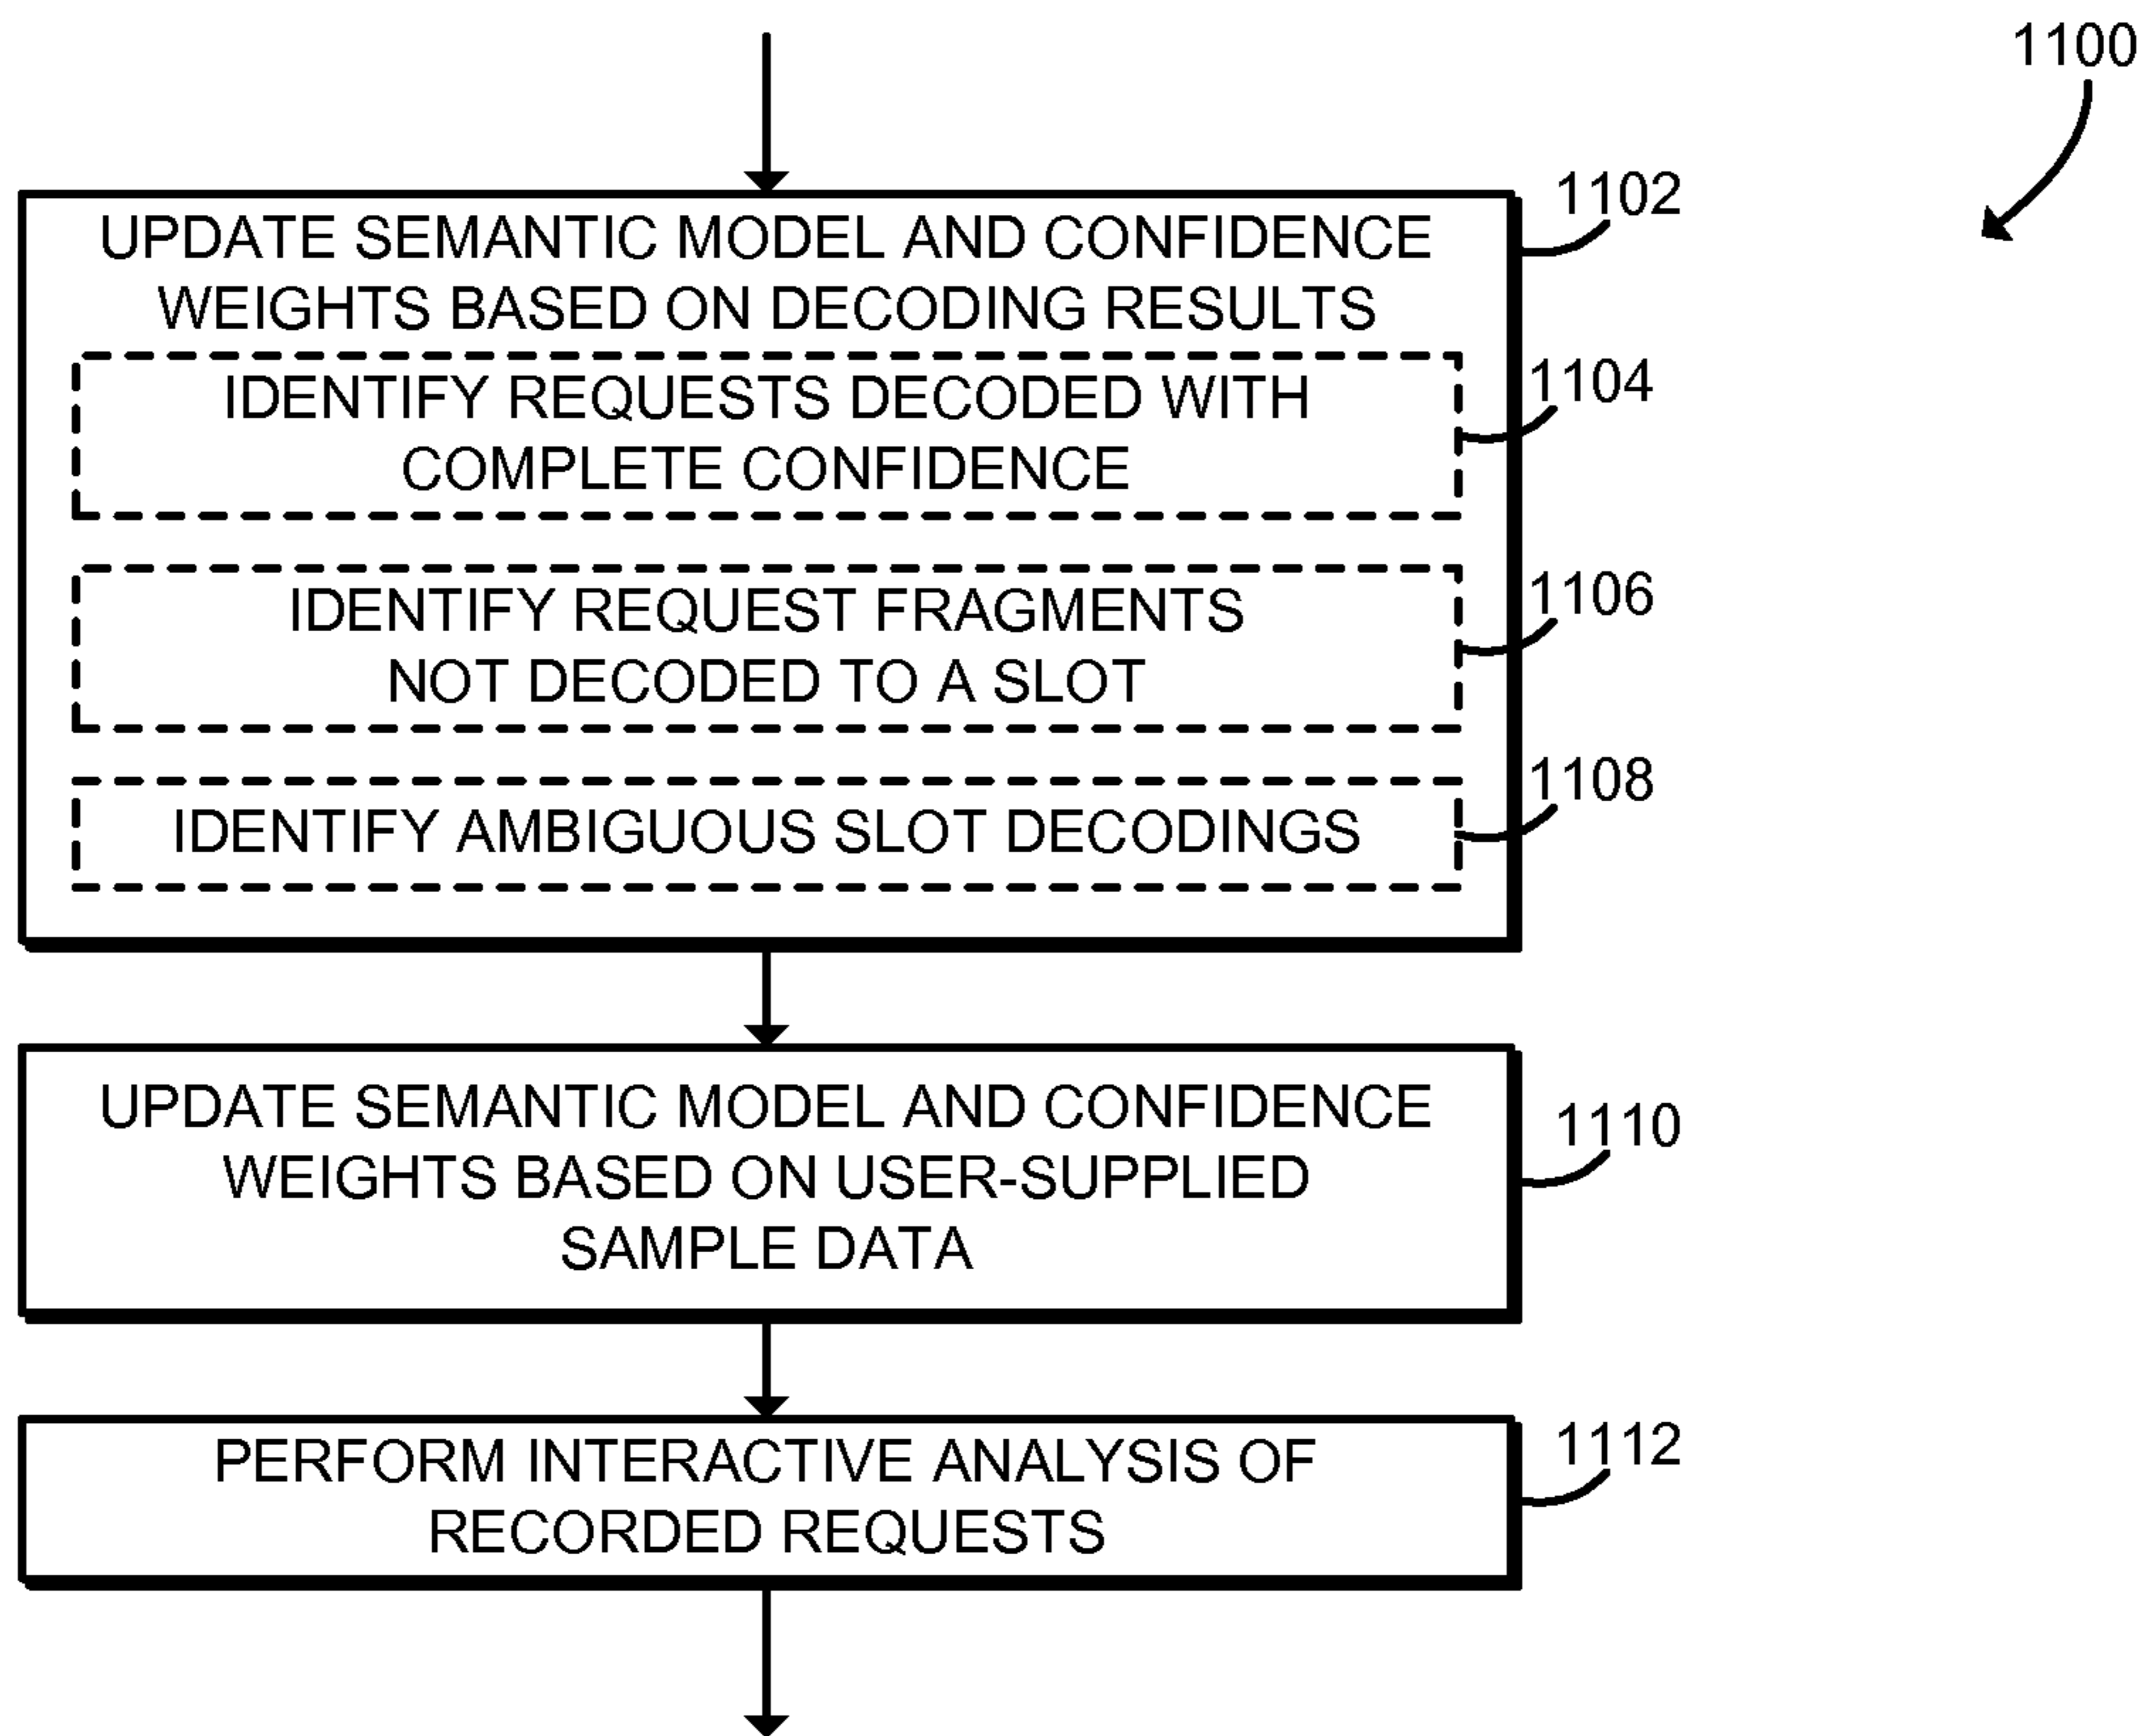 1100
1102
UPDATE SEMANTIC MODEL AND CONFIDENCE
WEIGHTS BASED ON DECODING RESULTS
1104
IDENTIFY REQUESTS DECODED WITH
COMPLETE CONFIDENCE
1106
IDENTIFY REQUEST FRAGMENTS
NOT DECODED TO A SLOT
1108
IDENTIFY AMBIGUOUS SLOT DECODINGS
1110
UPDATE SEMANTIC MODEL AND CONFIDENCE
WEIGHTS BASED ON USER-SUPPLIED
SAMPLE DATA
1112
PERFORM INTERACTIVE ANALYSIS OF
RECORDED REQUESTS